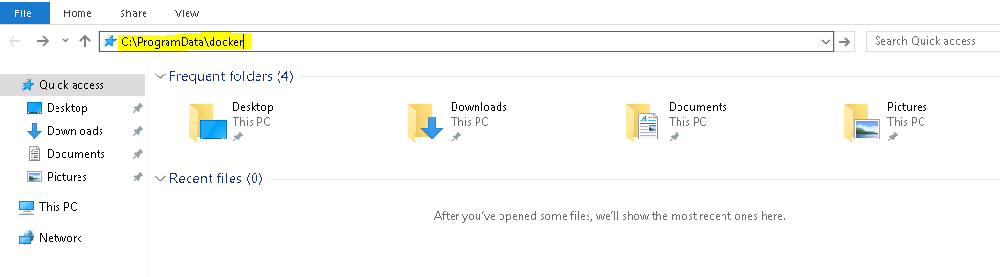 File Home Share View
C:\ProgramData\docker
Search Quick access
Quick access
Desktop
Downloads
Documents
Pictures
This PC
Network
Frequent folders (4)
Desktop
This PC
Downloads
This PC
Documents
This PC
Pictures
This PC
Recent files (0)
After you've opened some files, we'll show the most recent ones here.